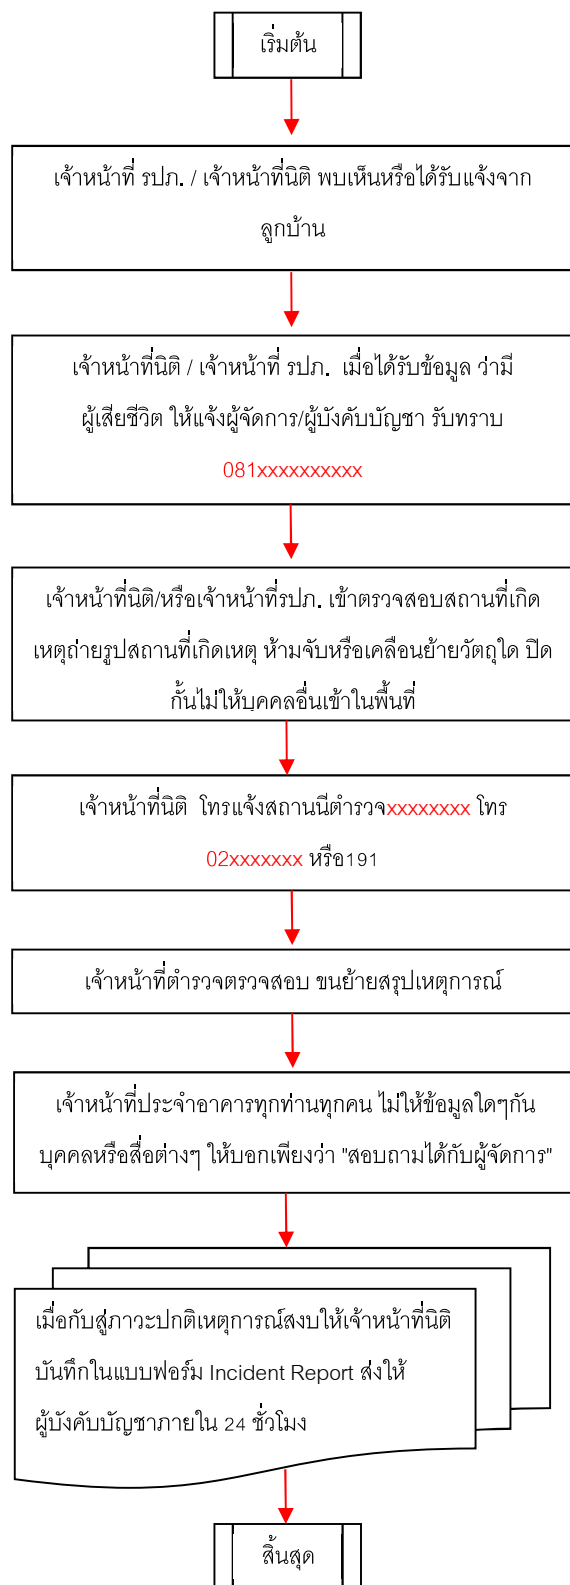 เริ่มต้น
เจ้าหน้าที่ รปภ. / เจ้าหน้าที่นิติ พบเห็นหรือได้รับแจ้งจาก
ลูกบ้าน
เจ้าหน้าที่นิติ / เจ้าหน้าที่ รปภ. เมื่อได้รับข้อมูล ว่ามี
ผู้เสียชีวิต ให้แจ้งผู้จัดการ/ผู้บังคับบัญชา รับทราบ
081xxxxxxxxxx
เจ้าหน้าที่นิติ/หรือเจ้าหน้าที่รปภ. เข้าตรวจสอบสถานที่เกิด
เหตุถ่ายรูปสถานที่เกิดเหตุ ห้ามจับหรือเคลื่อนย้ายวัตถุใด ปิด
กั้นไม่ให้บุคคลอื่นเข้าในพื้นที่
เจ้าหน้าที่นิติ โทรแจ้งสถานนีตำรวจxxxxxxxx โทร
02xxxxxxx หรือ191
เจ้าหน้าที่ตำรวจตรวจสอบ ขนย้ายสรุปเหตุการณ์
เจ้าหน้าที่ประจำอาคารทุกท่านทุกคน ไม่ให้ข้อมูลใดๆกัน
บุคคลหรือสื่อต่างๆ ให้บอกเพียงว่า "สอบถามได้กับผู้จัดการ"
เมื่อกับสู่ภาวะปกติเหตุการณ์สงบให้เจ้าหน้าที่นิติ
บันทึกในแบบฟอร์ม Incident Report ส่งให้
ผู้บังคับบัญชาภายใน 24 ชั่วโมง
สิ้นสุด